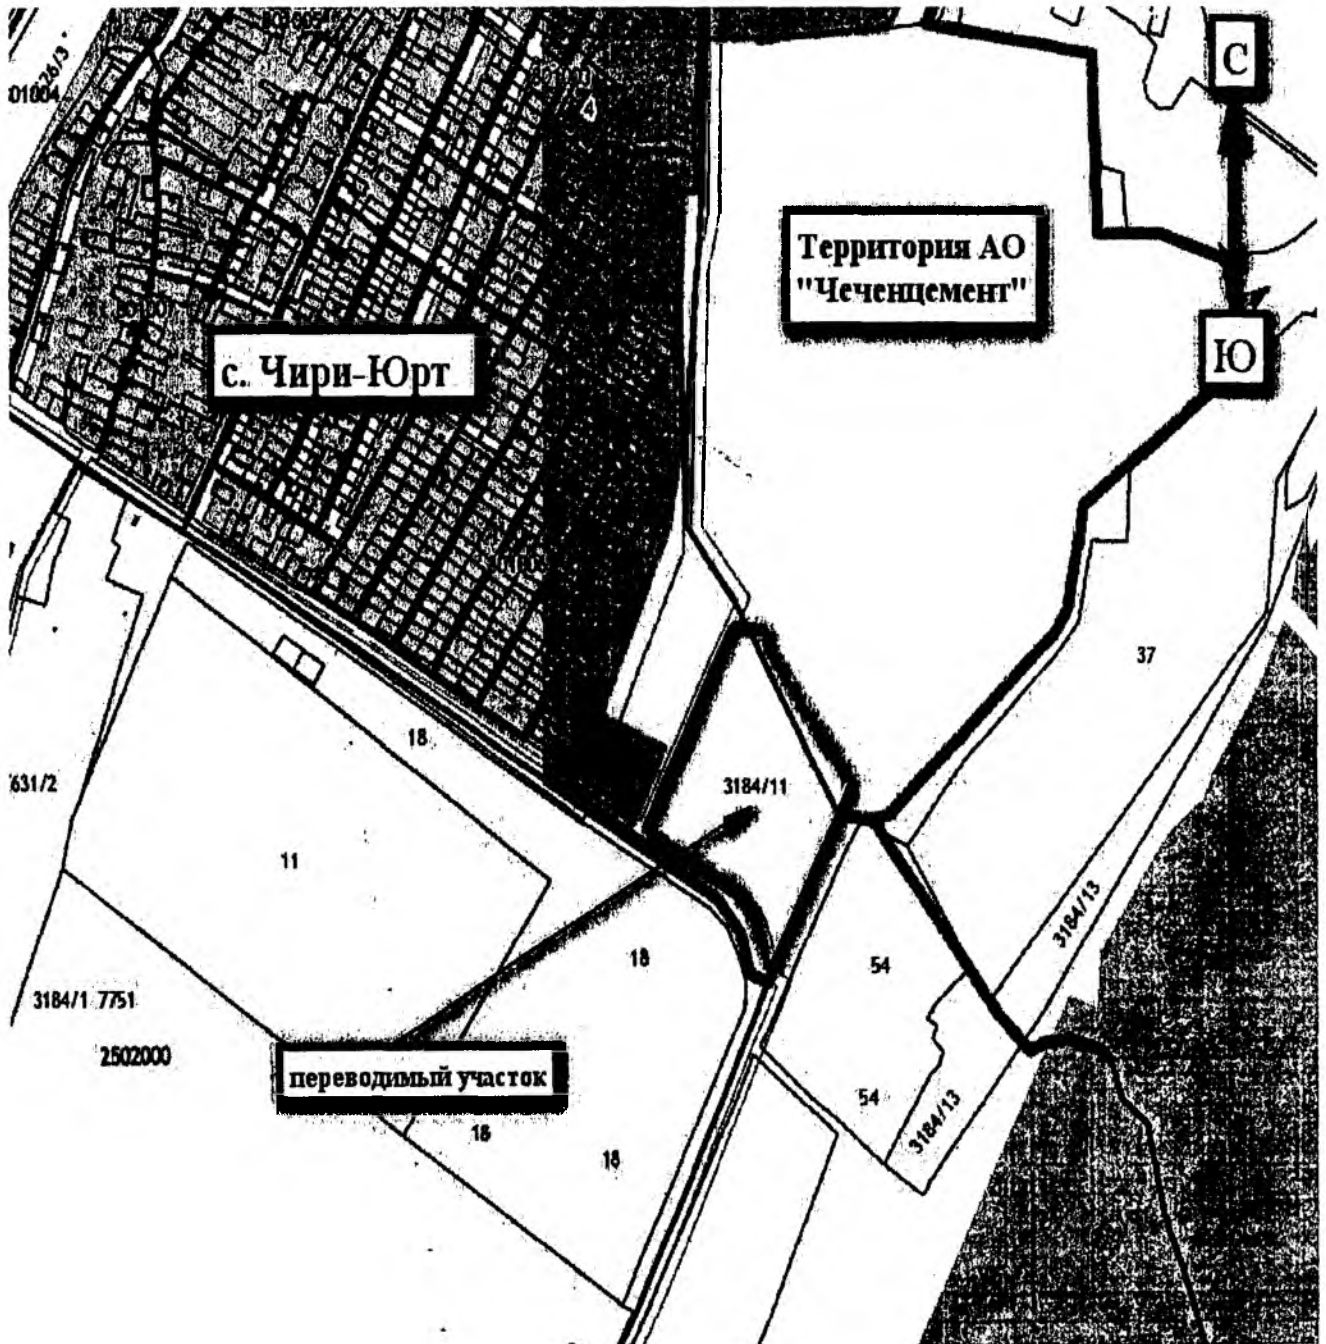 С
Территория АО
"Чеченцемент"
с. Чири-Юрт
Ю
37
18
3184/11
631/2
11
3184/13
18
54
3184/1 7751
2502000
переводимый участок
54
3184/13
18
18